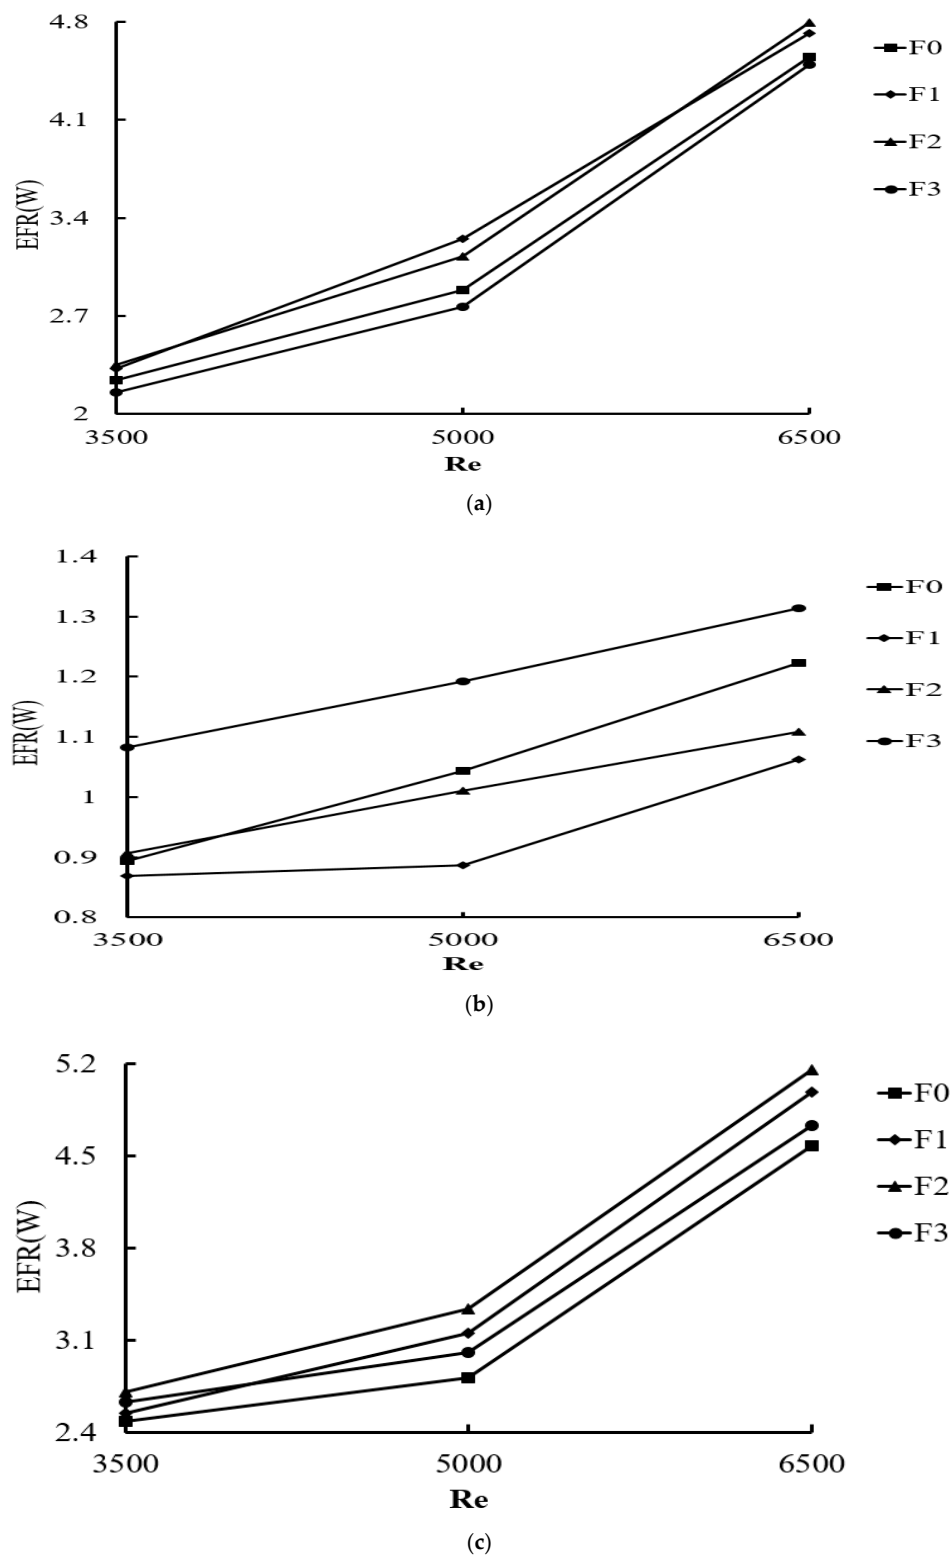 4.8
F0
F1
4.1
F2
F3
3.4
EFR(W)
2.7
2
3500 5000 6500
Re
(a)
1.4
F0
1.3
F1
1.2
F2
EFR(W)
1.1
F3
1
0.9
0.8
3500 5000 6500
Re
(b)
5.2
F0
F1
4.5
F2
F3
EFR(W)
3.8
3.1
2.4
3500 5000 6500
Re
(c)